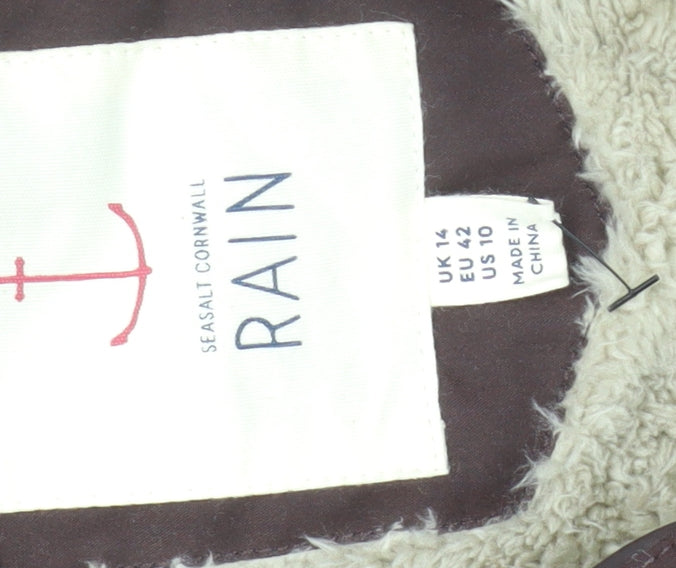 SEASALT CORNWALL
RAIN
UK 14
EU 42
US 10
MADE IN
CHINA